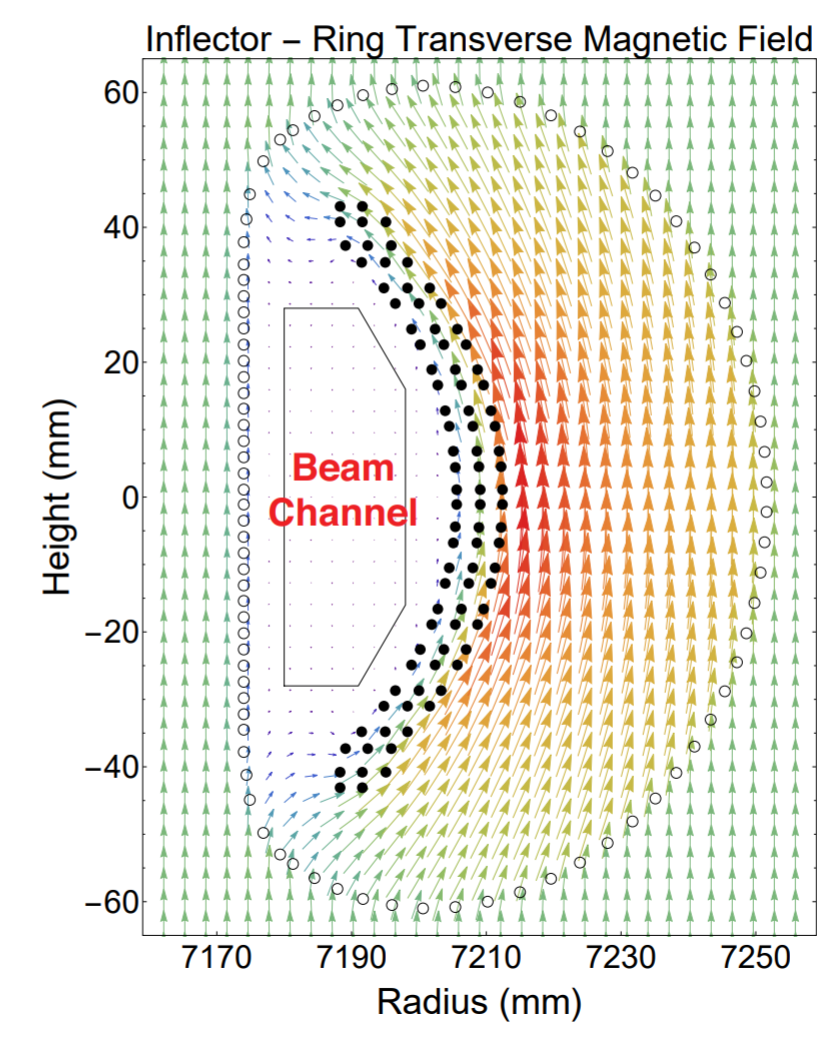 Inflector – Ring Transverse Magnetic Field
60
40
20
0
−20
−40
−60
Height (mm)
Beam
Channel
7170 7190 7210 7230 7250
Radius (mm)